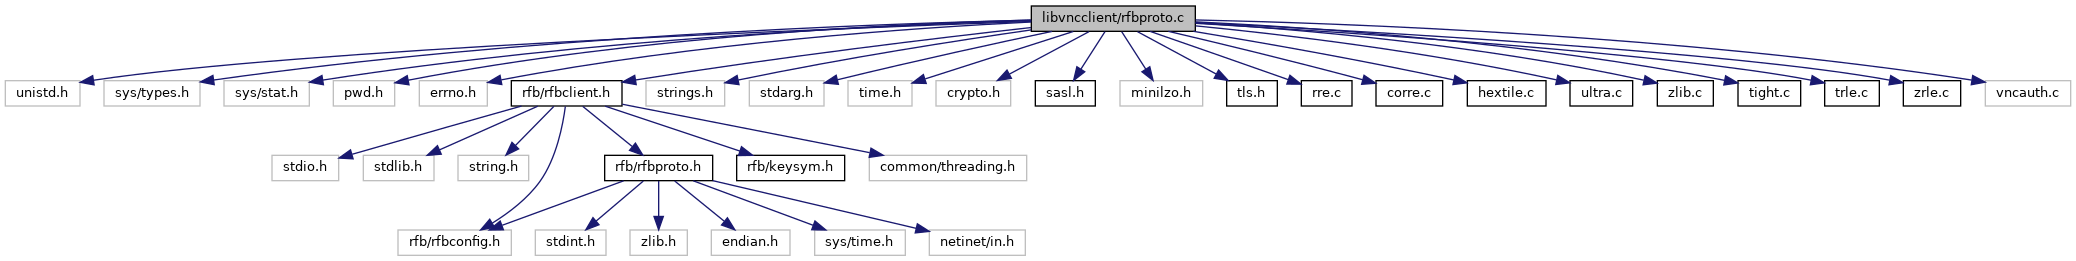 libvncclient/rfbproto.c
unistd.h
sys/types.h
sys/stat.h
pwd.h
errno.h
rfb/rfbclient.h
strings.h
stdarg.h
time.h
crypto.h
sasl.h
minilzo.h
tls.h
rre.c
corre.c
hextile.c
ultra.c
zlib.c
tight.c
trle.c
zrle.c
vncauth.c
stdio.h
stdlib.h
string.h
rfb/rfbproto.h
rfb/keysym.h
common/threading.h
rfb/rfbconfig.h
stdint.h
zlib.h
endian.h
sys/time.h
netinet/in.h